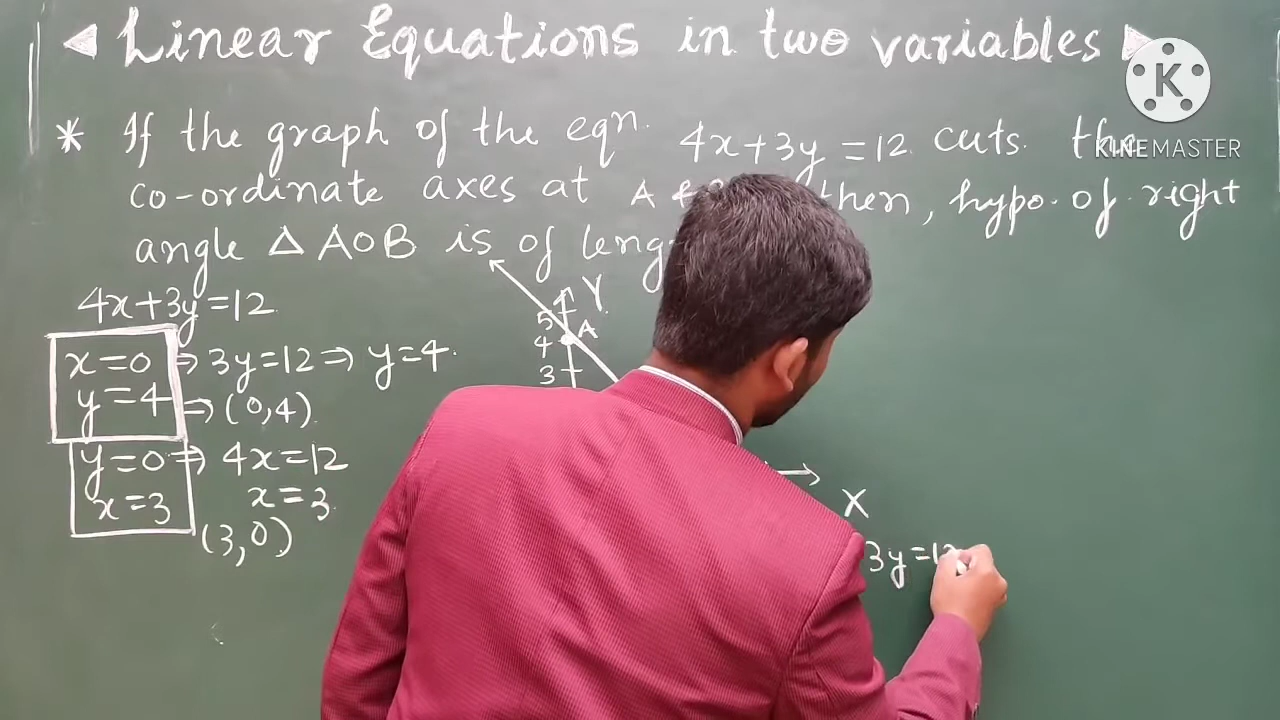 Linear Equations in two variables
K
KINEMASTER
* If the graph of the eqn. 4x+3y=12 cuts the
co-ordinate axes at A & then, hypo. of right
angle △AOB is of
4x+3y=12
x=0 ⇒ 3y=12 ⇒ y=4.
y=4 ⇒ (0,4)
y=0 ⇒ 4x=12
x=3 x=3.
(3,0)
Y
5 A
4
3
X
3y=12